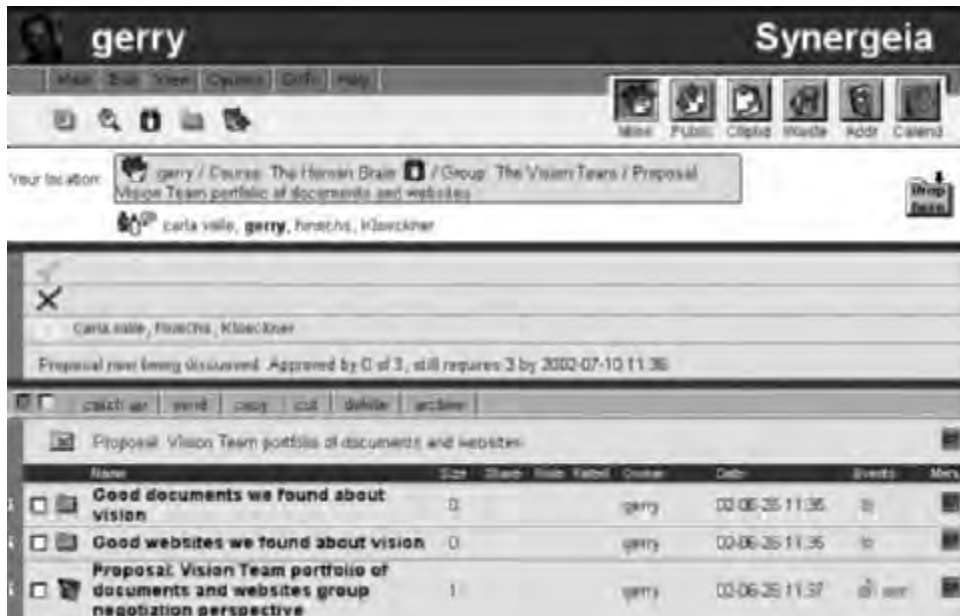 gerry Synergeia
Main Edit View Options GoTo Help
Mine Public Clipbd Waste Addr Calend
Your location: gerry / Course: The Human Brain / Group: The Vision Team / Proposal:
Vision Team portfolio of documents and websites
Drop
here
carla valle, gerry, hinrichs, Kloeckner
Carla valle, hinrichs, Kloeckner
Proposal now being discussed. Approved by 0 of 3, still requires 3 by 2002-07-10 11:36
catch up send copy cut delete archive
Proposal: Vision Team portfolio of documents and websites
Name Size Share Note Rated Owner Date Events Menu
Good documents we found about
vision 0 gerry 02-06-26 11:36
Good websites we found about vision 0 gerry 02-06-26 11:36
Proposal: Vision Team portfolio of
documents and websites group 1 gerry 02-06-26 11:37
negotiation perspective